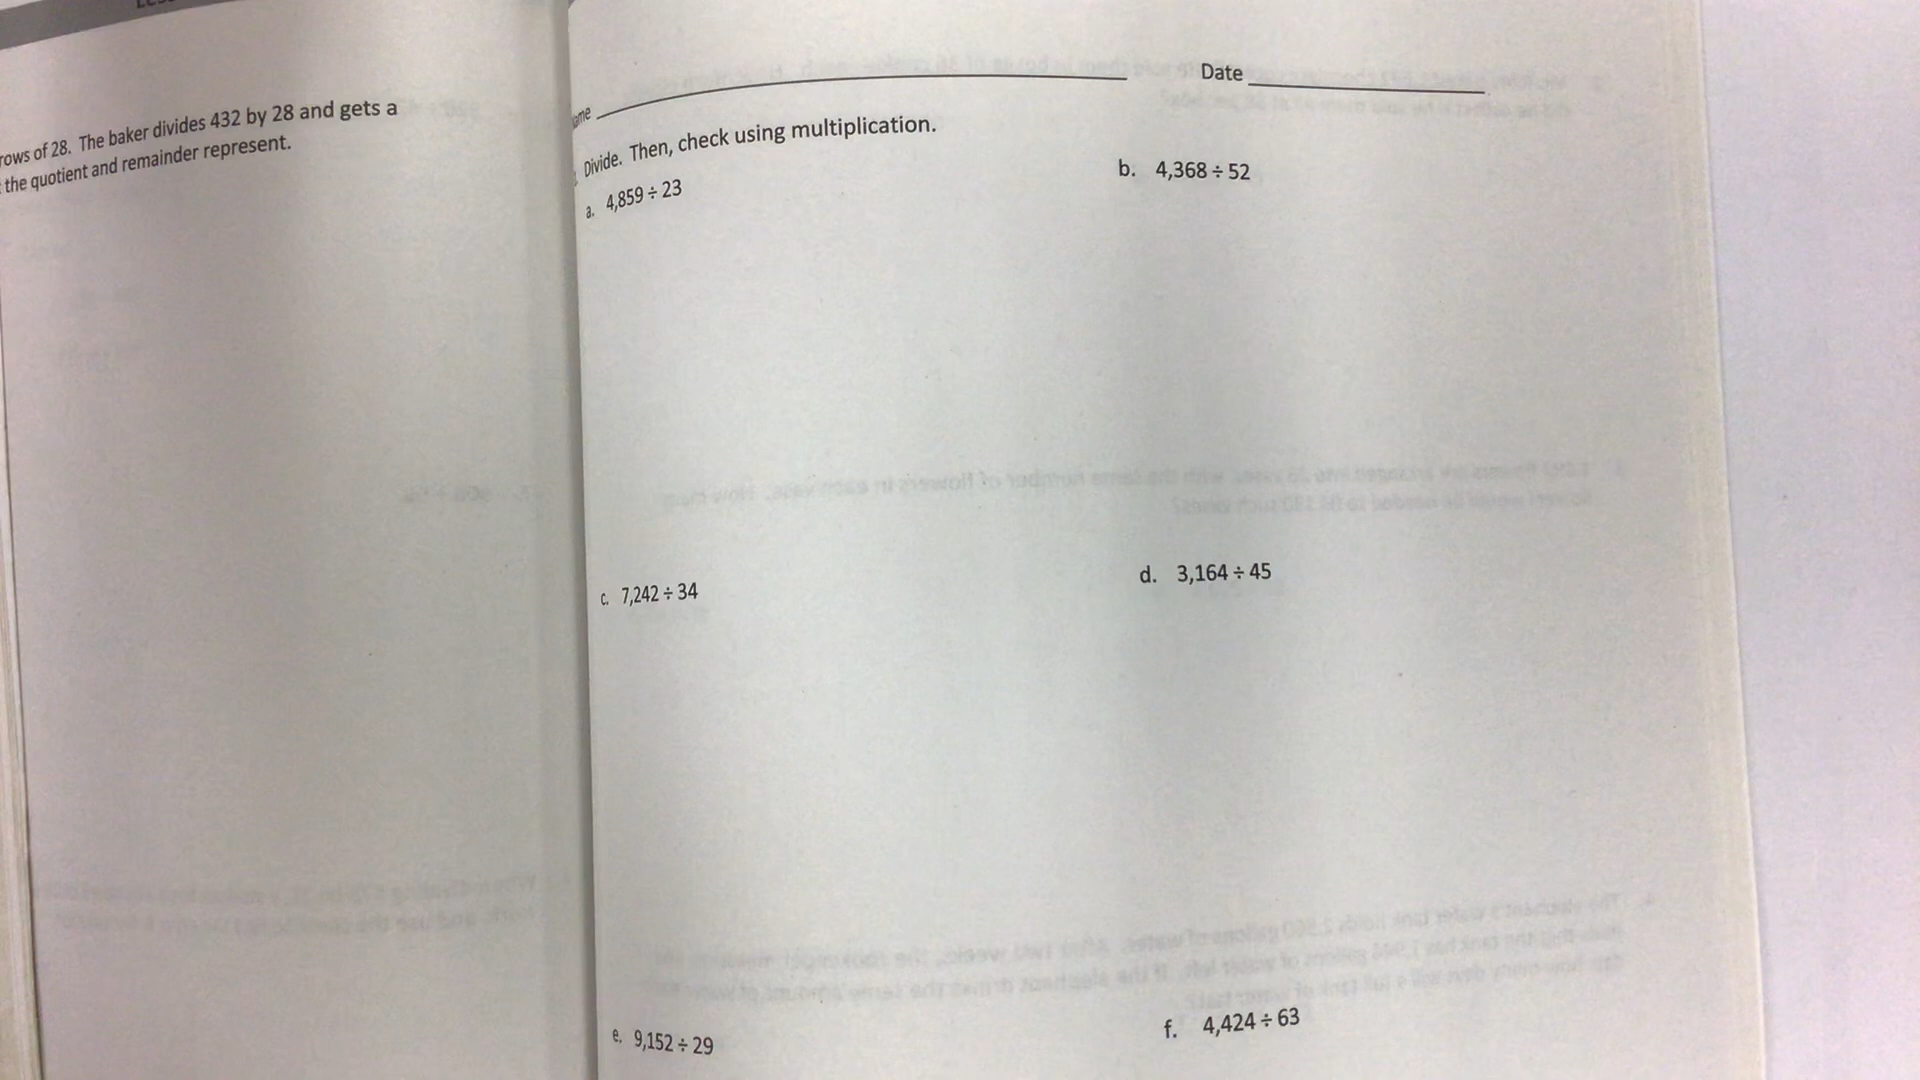 rows of 28. The baker divides 432 by 28 and gets a
the quotient and remainder represent.
Date
Divide. Then, check using multiplication.
a. 4,859 ÷ 23
b. 4,368 ÷ 52
c. 7,242 ÷ 34
d. 3,164 ÷ 45
e. 9,152 ÷ 29
f. 4,424 ÷ 63